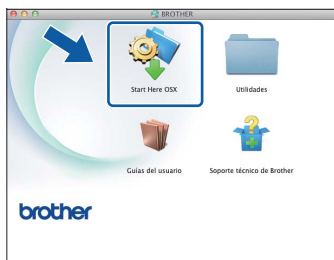 BROTHER
Start Here OSX
Utilidades
Guías del usuario
Soporte técnico de Brother
brother